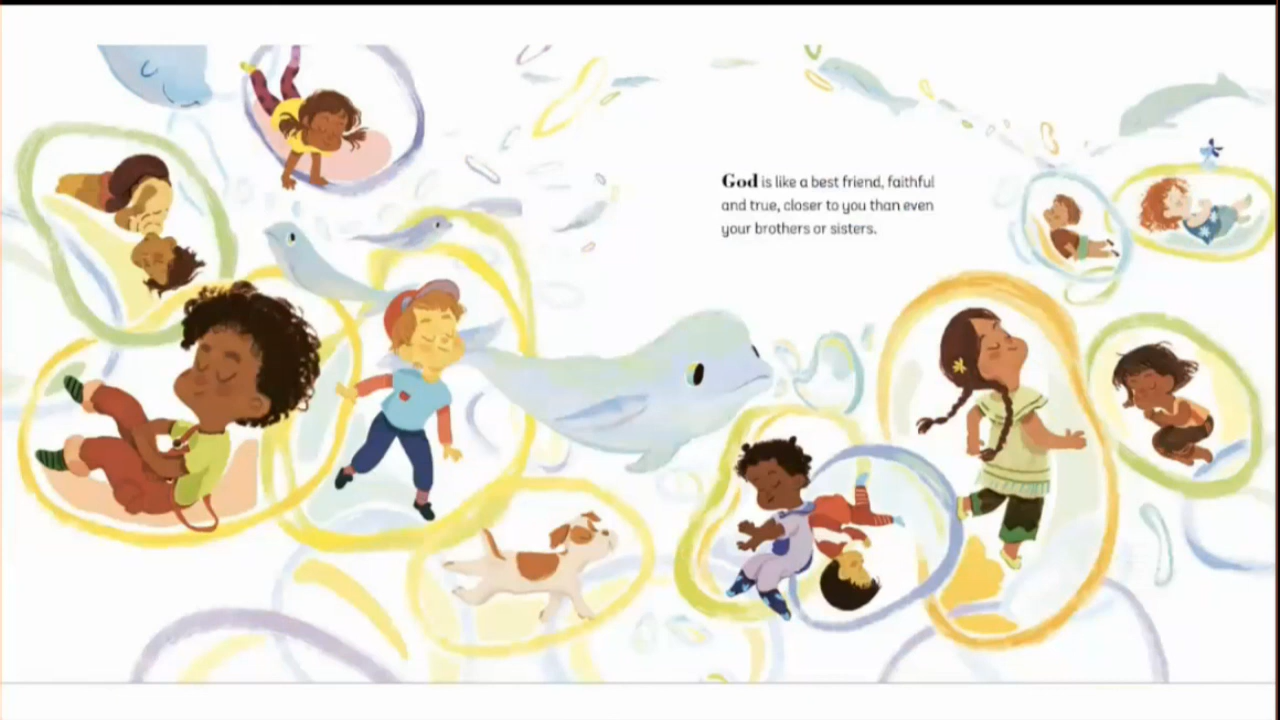 God is like a best friend, faithful
and true, closer to you than even
your brothers or sisters.